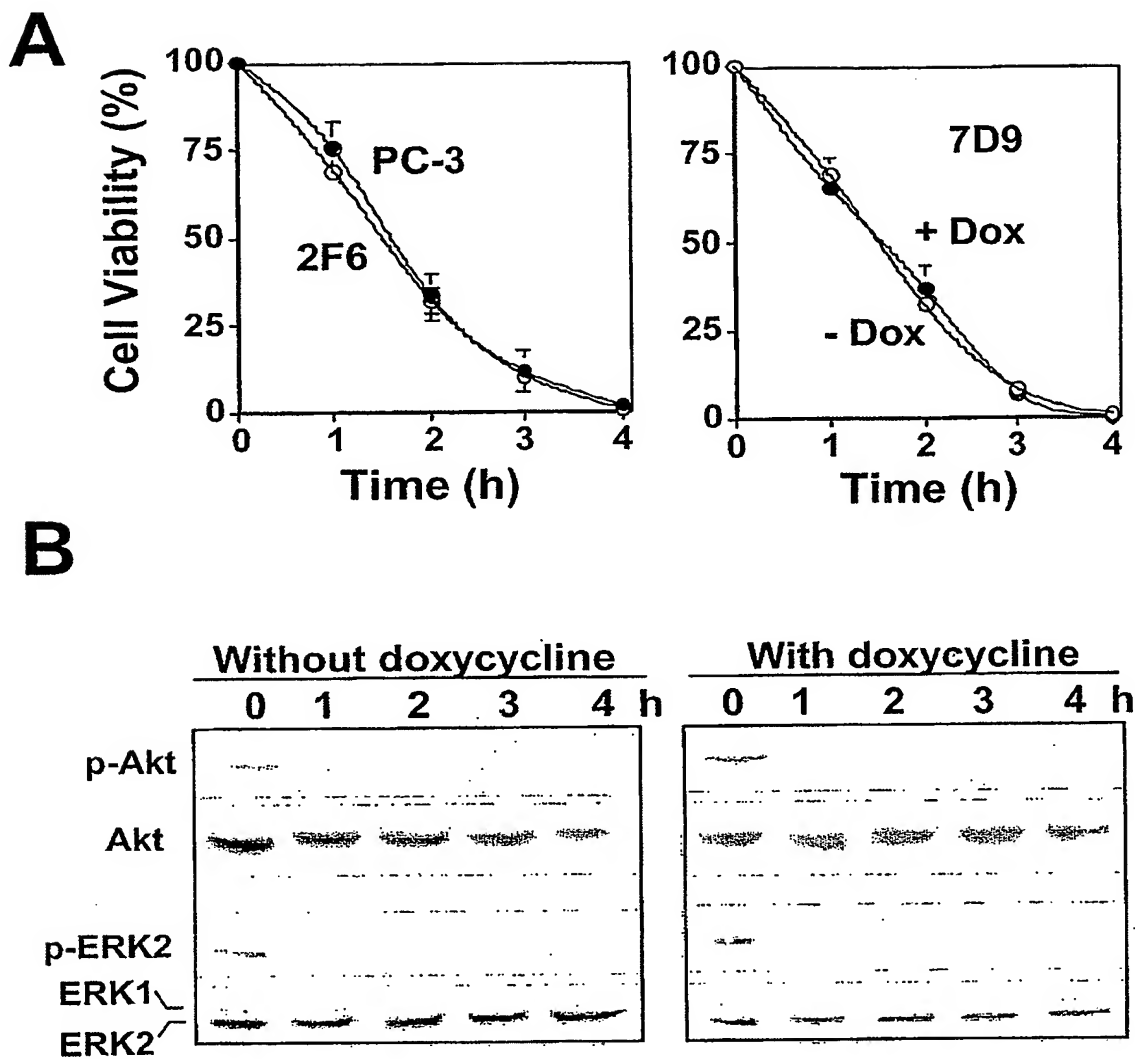 A
Cell Viability (%)
100
75
50
25
0
PC-3
2F6
0 1 2 3 4
Time (h)
100
75
50
25
0
7D9
+ Dox
- Dox
0 1 2 3 4
Time (h)
B
Without doxycycline
0 1 2 3 4 h
With doxycycline
0 1 2 3 4 h
p-Akt
Akt
p-ERK2
ERK1
ERK2